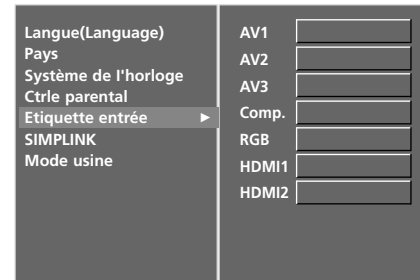 Langue(Language)
Pays
Système de l'horloge
Ctrle parental
Etiquette entrée ►
SIMPLINK
Mode usine
AV1
AV2
AV3
Comp.
RGB
HDMI1
HDMI2